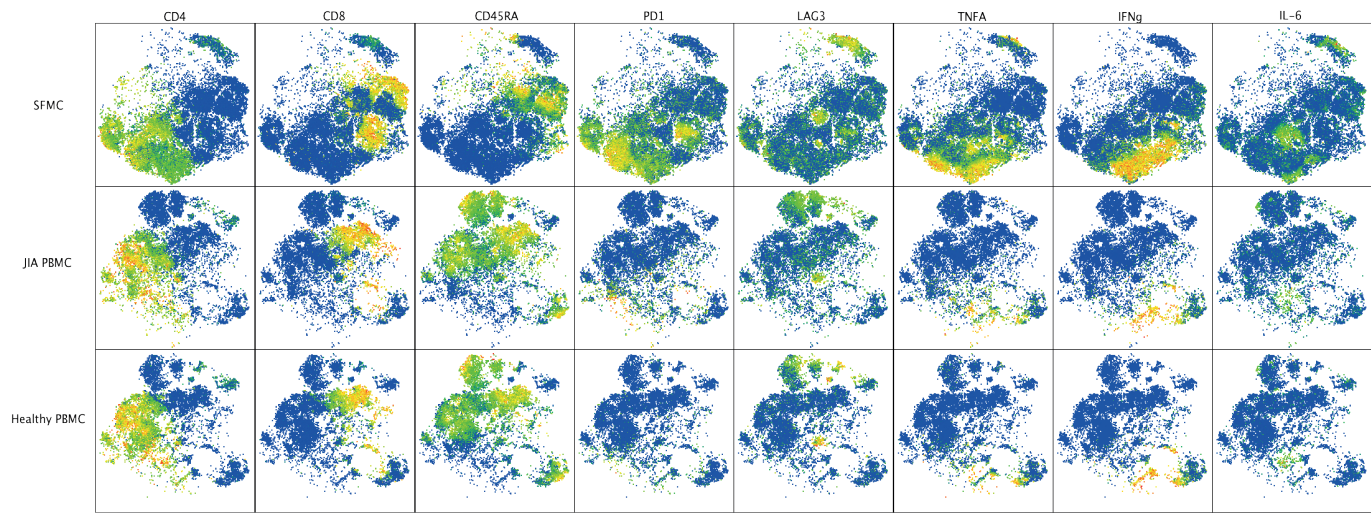 CD4 CD8 CD45RA PD1 LAG3 TNFA IFNg IL-6
SFMC
JIA PBMC
Healthy PBMC